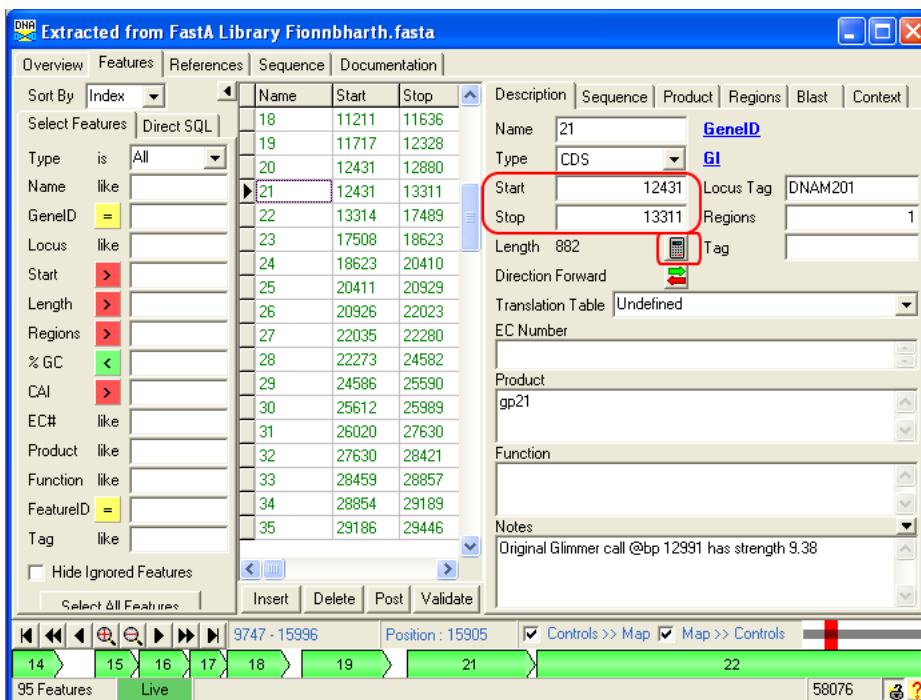 DNA Extracted from FastA Library Fionnbharth.fasta
Overview Features References Sequence Documentation
Sort By Index
Select Features Direct SQL
Type is All
Name like
GeneID =
Locus like
Start >
Length >
Regions >
% GC <
CAI >
EC# like
Product like
Function like
FeatureID =
Tag like
Hide Ignored Features
Select All Features
Name Start Stop
18 11211 11636
19 11717 12328
20 12431 12880
21 12431 13311
22 13314 17489
23 17508 18623
24 18623 20410
25 20411 20929
26 20926 22023
27 22035 22280
28 22273 24582
29 24586 25590
30 25612 25989
31 26020 27630
32 27630 28421
33 28459 28857
34 28854 29189
35 29186 29446
Insert Delete Post Validate
Description Sequence Product Regions Blast Context
Name 21 GeneID
Type CDS GI
Start 12431 Locus Tag DNAM201
Stop 13311 Regions 1
Length 882 Tag
Direction Forward
Translation Table Undefined
EC Number
Product
gp21
Function
Notes
Original Glimmer call @bp 12991 has strength 9.38
9747 - 15996 Position : 15905 Controls >> Map Map >> Controls
14 15 16 17 18 19 21 22
95 Features Live 58076 ?